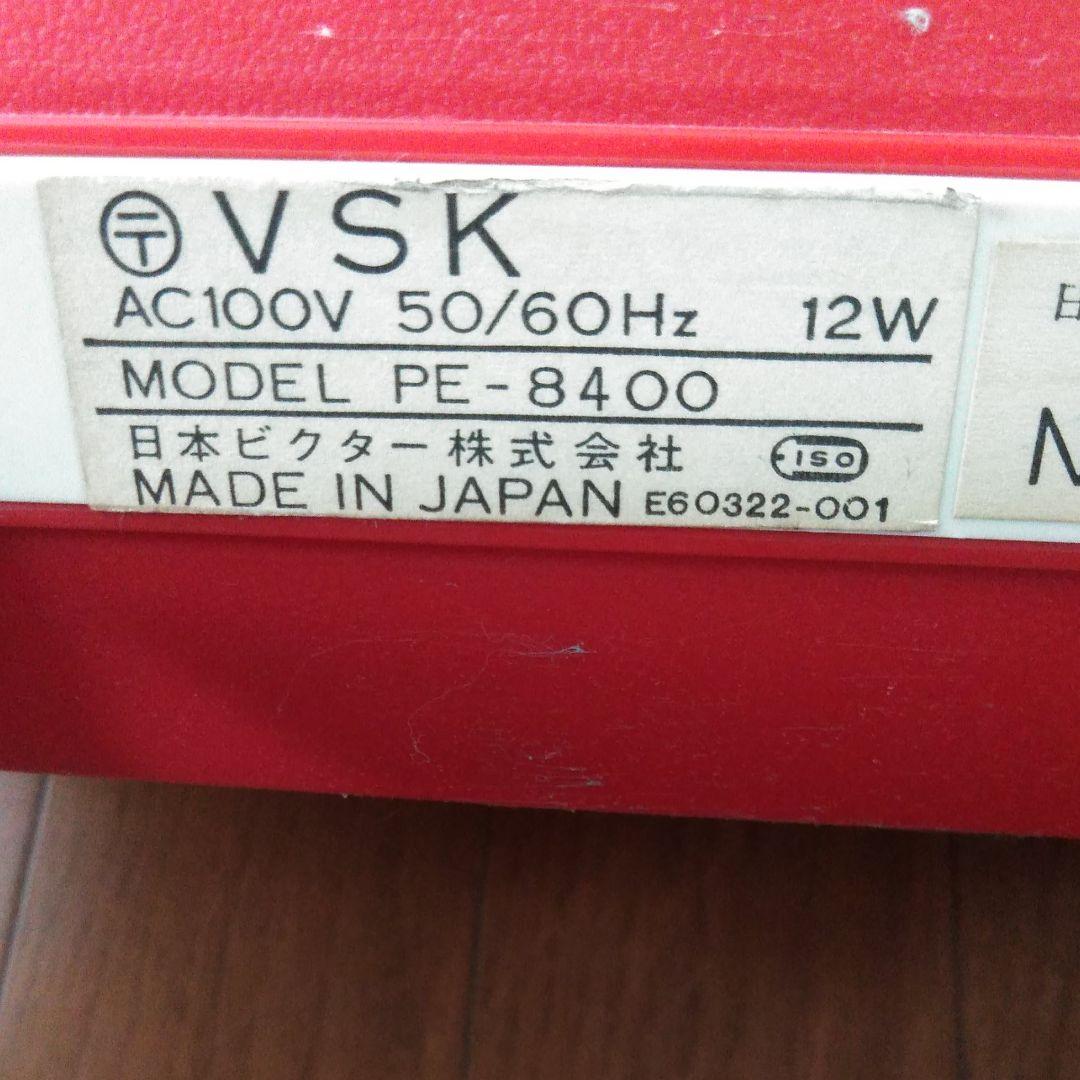 〒VSK
AC100V 50/60Hz 12W
MODEL PE-8400
日本ビクター株式会社 ISO
MADE IN JAPAN E60322-001